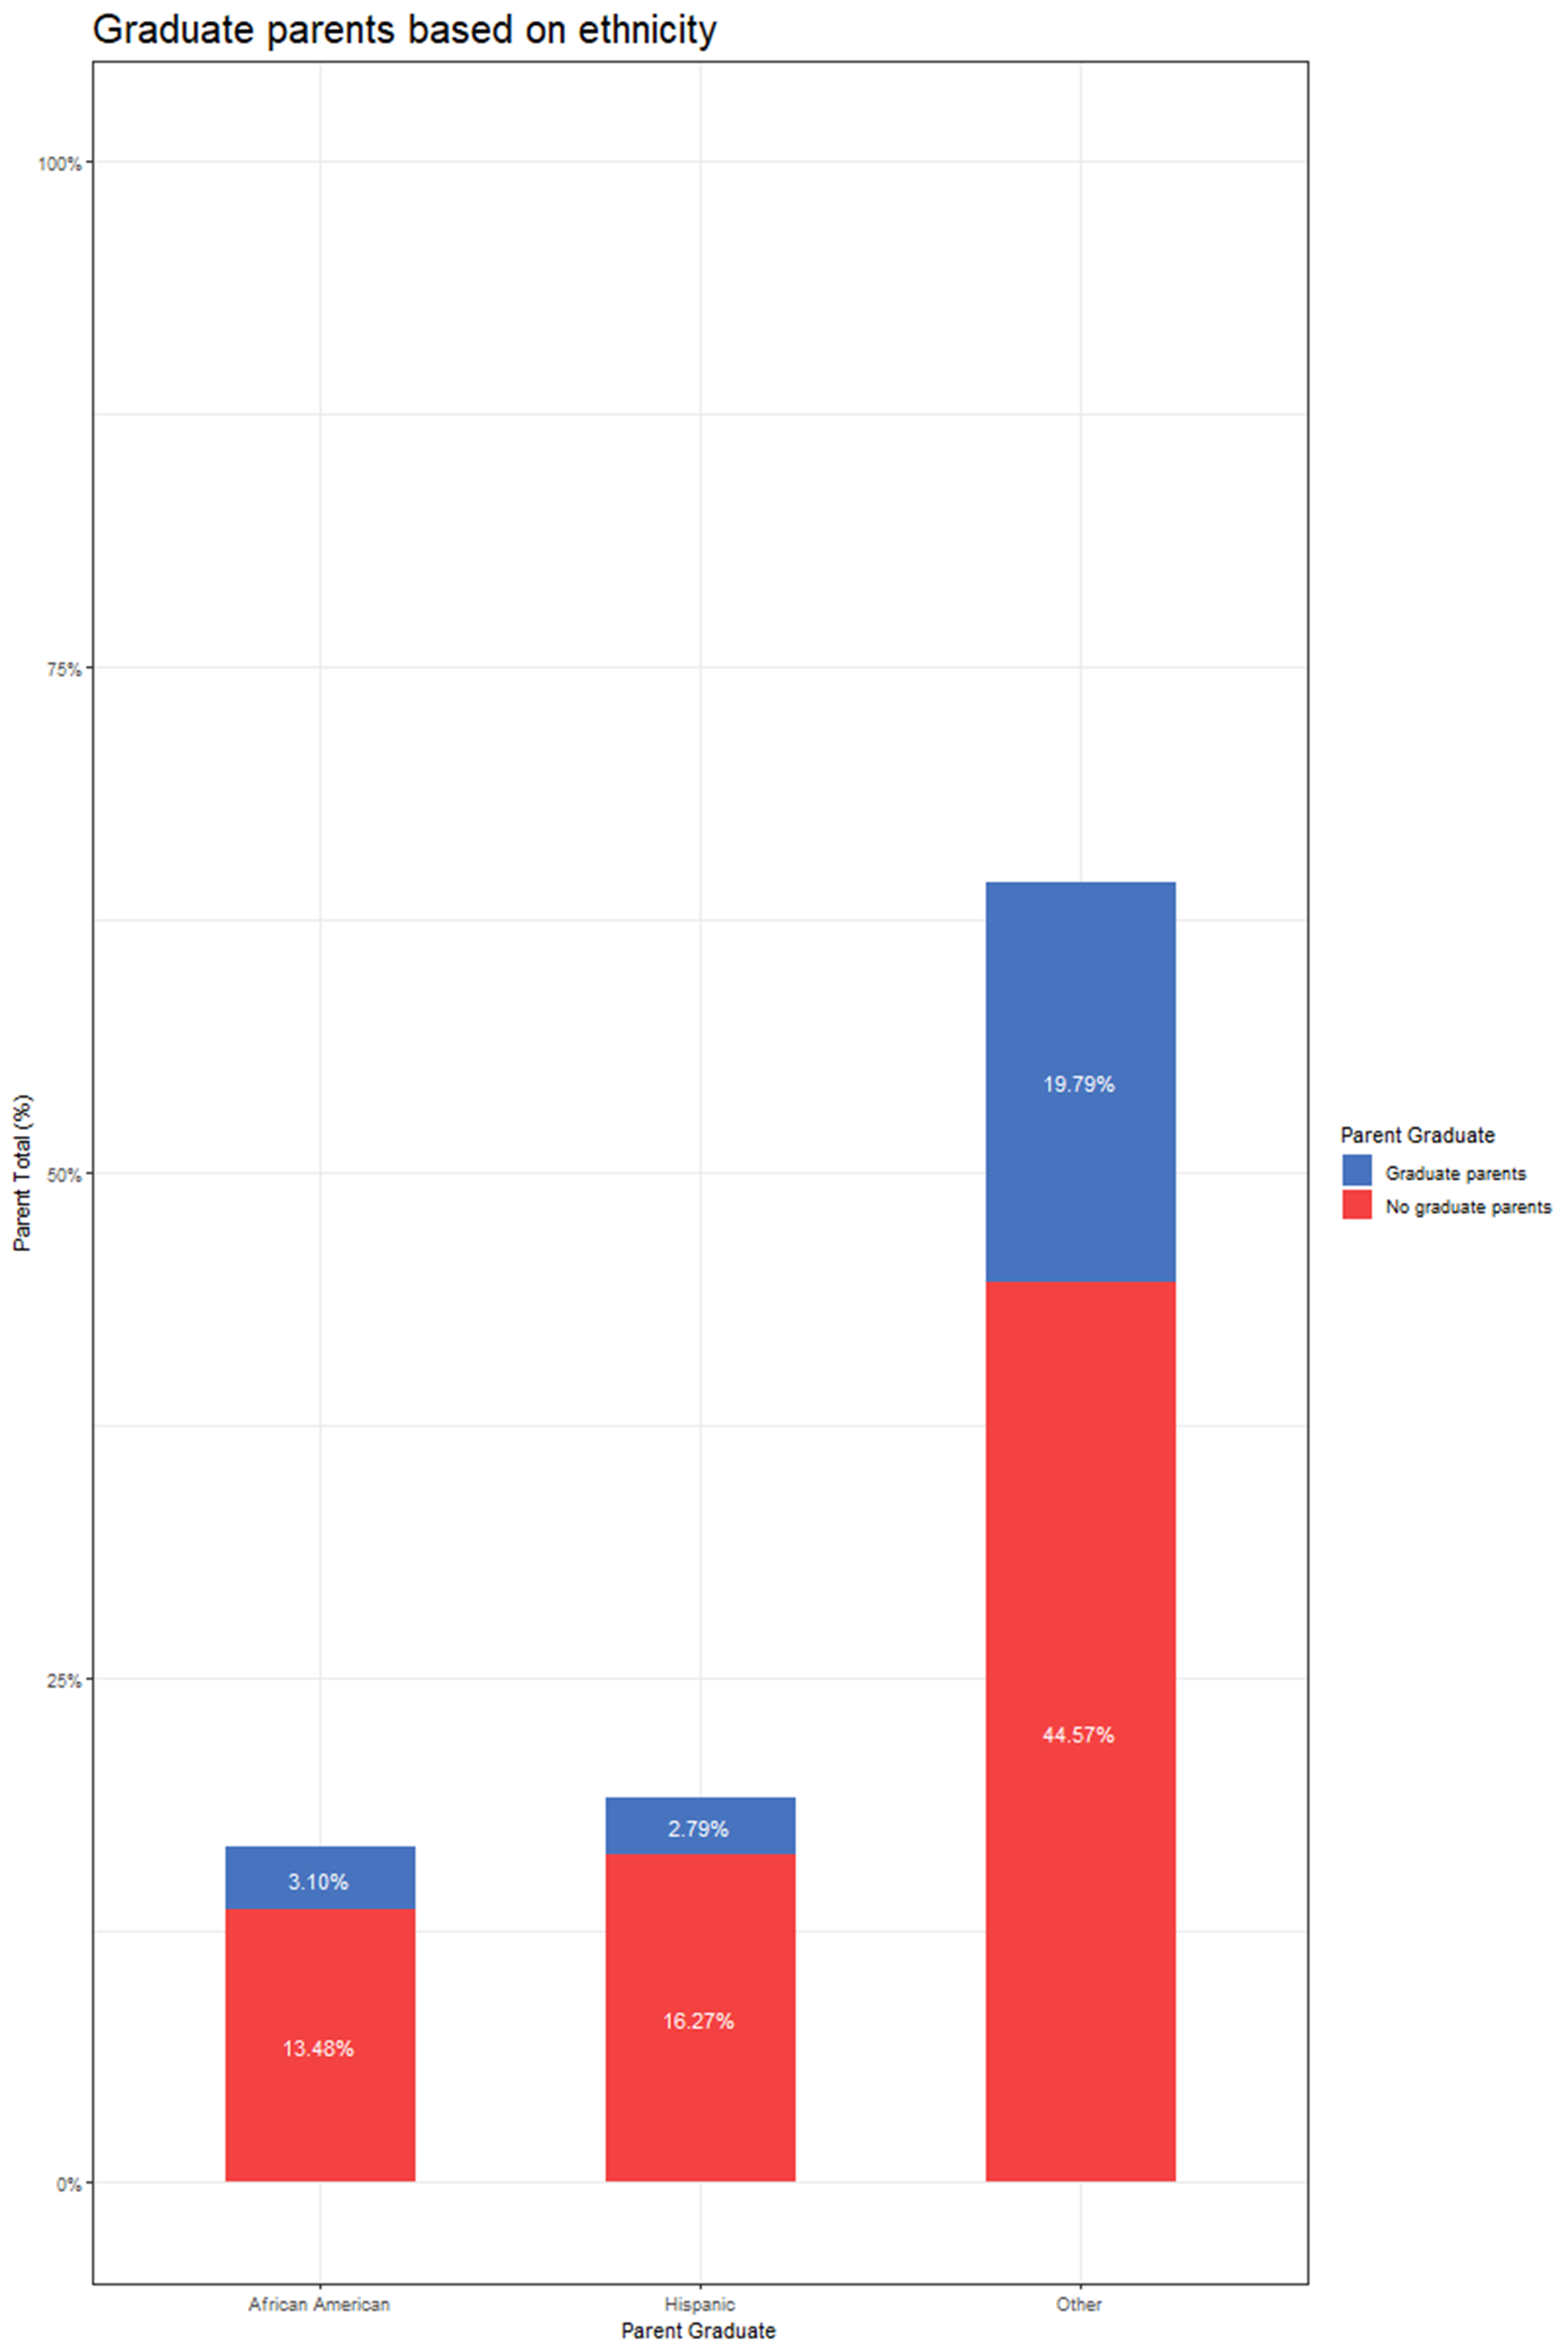 Graduate parents based on ethnicity
100%
75%
50%
25%
0%
Parent Total (%)
19.79%
44.57%
2.79%
16.27%
3.10%
13.48%
African American
Hispanic
Other
Parent Graduate
Parent Graduate
Graduate parents
No graduate parents